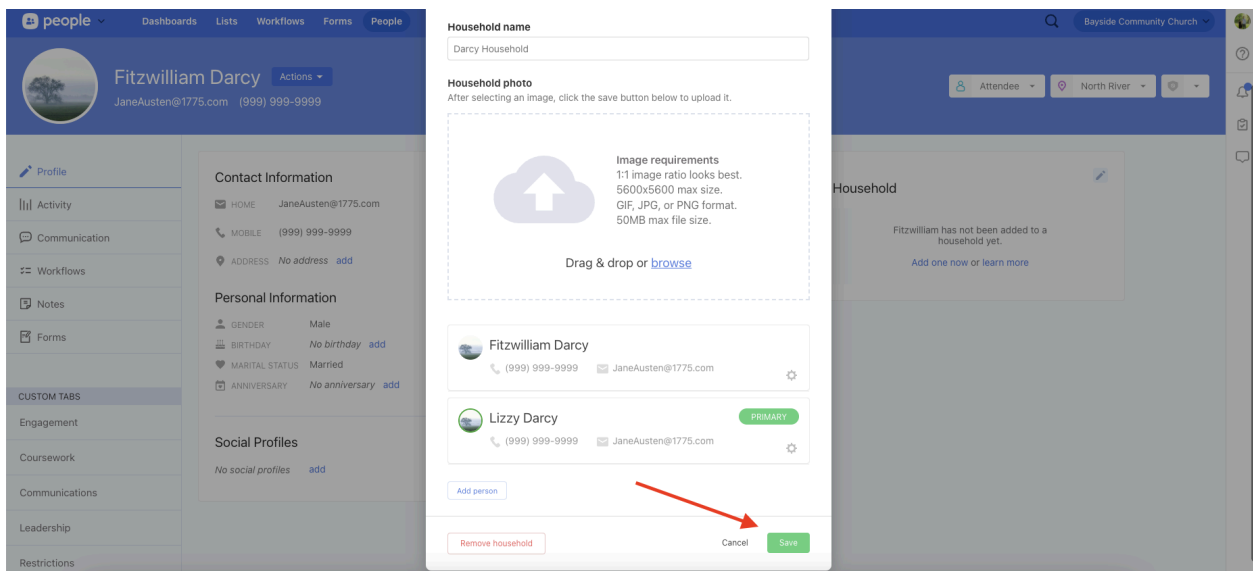 people
Dashboards Lists Workflows Forms People
Bayside Community Church
Fitzwilliam Darcy Actions
JaneAusten@1775.com (999) 999-9999
Attendee
North River
Profile
Activity
Communication
Workflows
Notes
Forms
CUSTOM TABS
Engagement
Coursework
Communications
Leadership
Restrictions
Contact Information
HOME JaneAusten@1775.com
MOBILE (999) 999-9999
ADDRESS No address add
Personal Information
GENDER Male
BIRTHDAY No birthday add
MARITAL STATUS Married
ANNIVERSARY No anniversary add
Social Profiles
No social profiles add
Household name
Darcy Household
Household photo
After selecting an image, click the save button below to upload it.
Image requirements
1:1 image ratio looks best.
5600x5600 max size.
GIF, JPG, or PNG format.
50MB max file size.
Drag & drop or browse
Fitzwilliam Darcy
(999) 999-9999 JaneAusten@1775.com
Lizzy Darcy PRIMARY
(999) 999-9999 JaneAusten@1775.com
Add person
Remove household Cancel Save
Household
Fitzwilliam has not been added to a
household yet.
Add one now or learn more